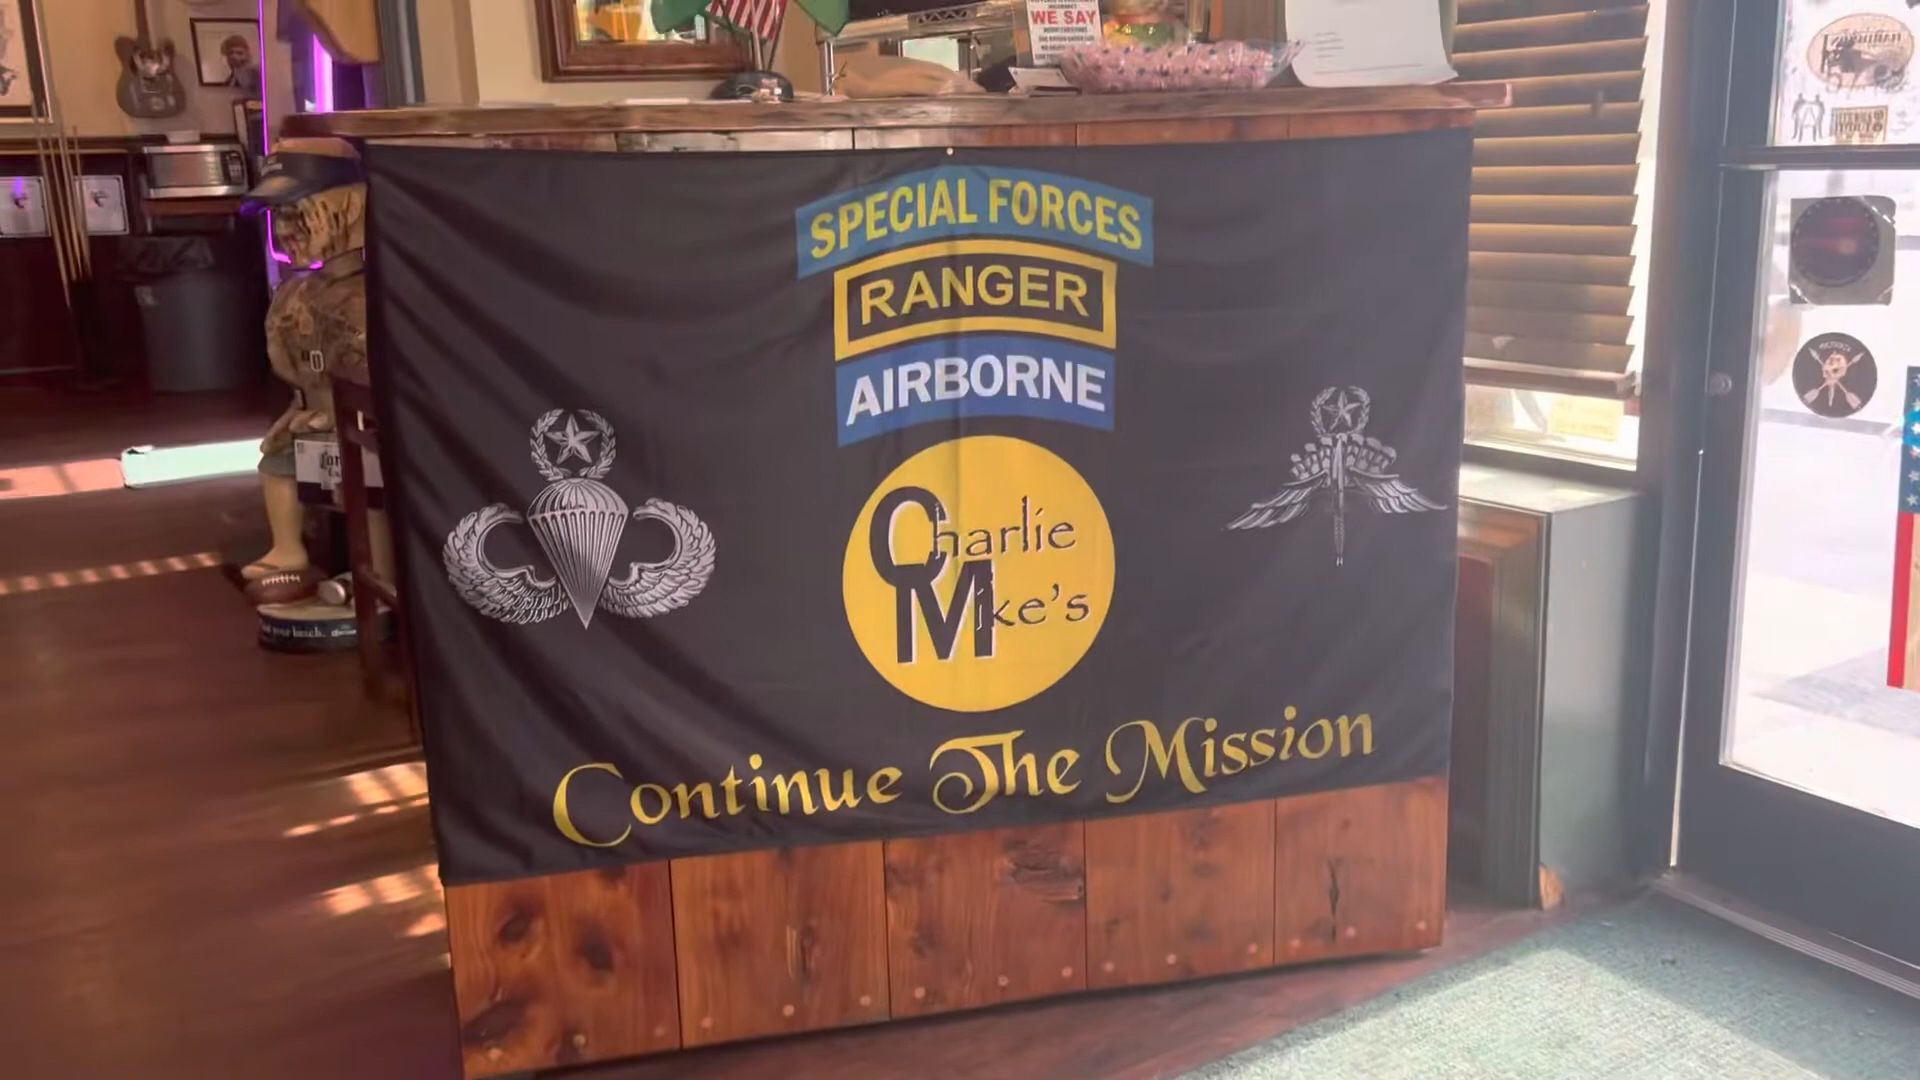 WE SAY
SPECIAL FORCES
RANGER
AIRBORNE
Charlie
Mike's
Continue The Mission